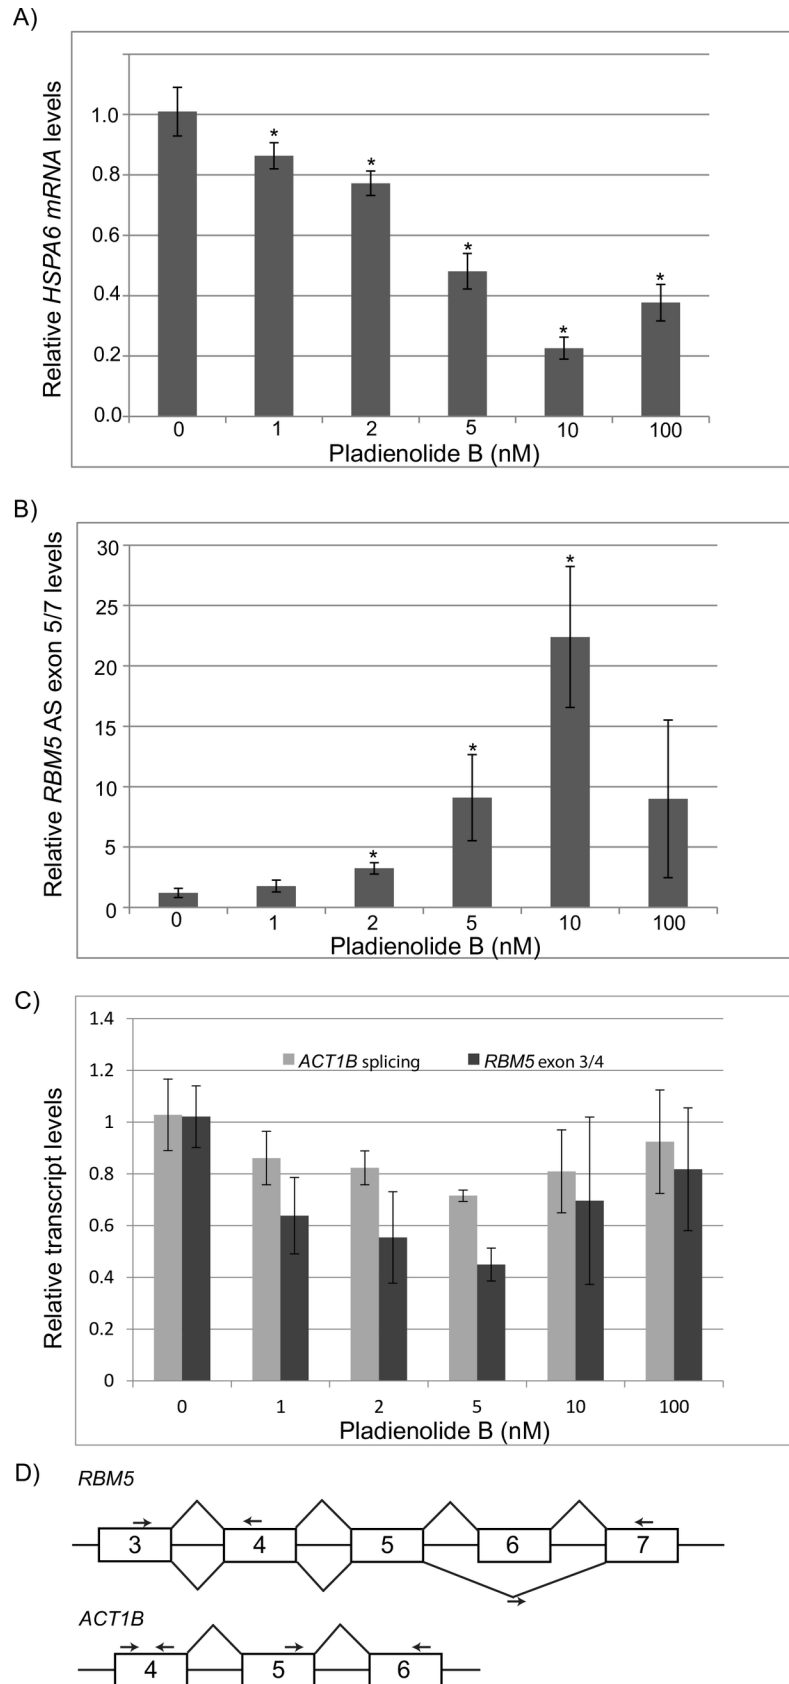 A)
Relative HSPA6 mRNA levels
1.0
0.8
0.6
0.4
0.2
0.0
* * * * *
0 1 2 5 10 100
Pladienolide B (nM)
B)
Relative RBM5 AS exon 5/7 levels
30
25
20
15
10
5
0
* * *
0 1 2 5 10 100
Pladienolide B (nM)
C)
Relative transcript levels
1.4
1.2
1
0.8
0.6
0.4
0.2
0
ACT1B splicing RBM5 exon 3/4
0 1 2 5 10 100
Pladienolide B (nM)
D)
RBM5
3 4 5 6 7
ACT1B
4 5 6